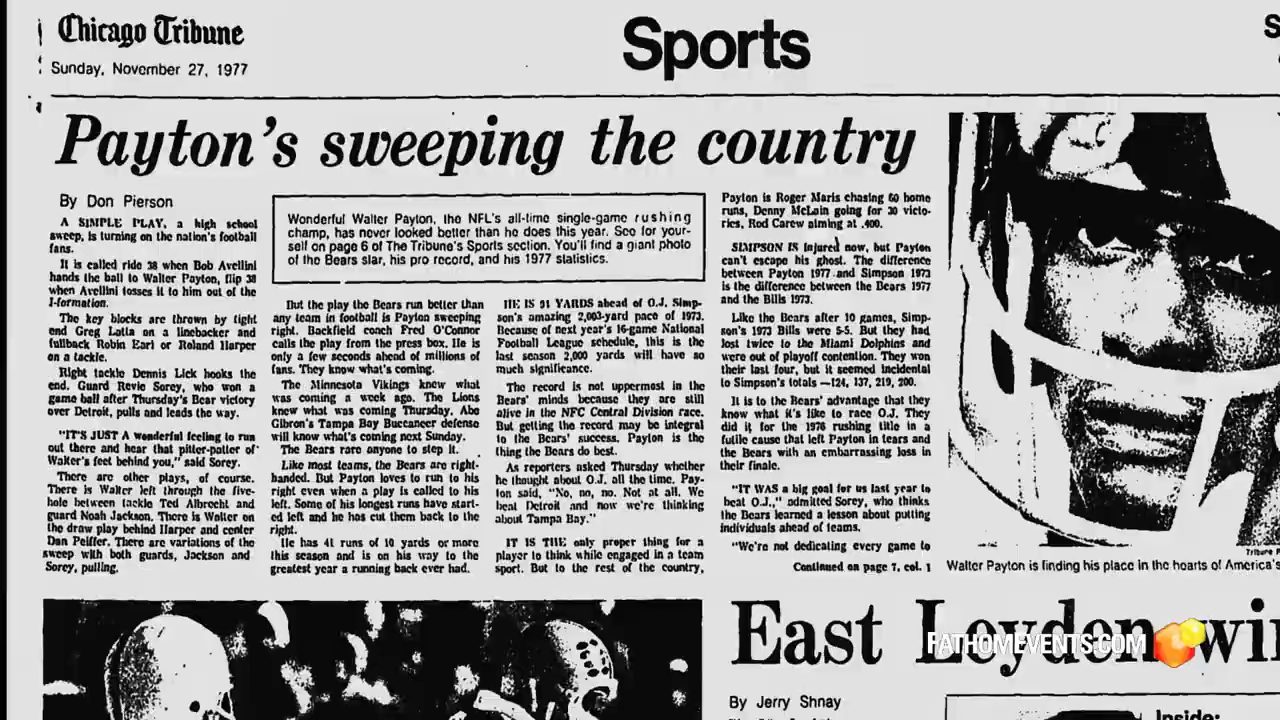 Chicago Tribune
Sunday, November 27, 1977
Sports
S
Payton's sweeping the country
By Don Pierson
A SIMPLE PLAY, a high school
sweep, is turning on the nation's football
fans.
It is called ride 38 when Bob Avellini
hands the ball to Walter Payton, flip 38
when Avellini tosses it to him out of the
I-formation.
The key blocks are thrown by tight
end Greg Latta on a linebacker and
fullback Robin Earl or Roland Harper
on a tackle.
Right tackle Dennis Lick hooks the
end. Guard Revie Sorey, who won a
game ball after Thursday's Bear victory
over Detroit, pulls and leads the way.
"IT'S JUST A wonderful feeling to run
out there and hear that pitter-patter of
Walter's feet behind you," said Sorey.
There are other plays, of course.
There is Walter left through the five-
hole between tackle Ted Albrecht and
guard Noah Jackson. There is Walter on
the draw play behind Harper and center
Dan Peiffer. There are variations of the
sweep with both guards, Jackson and
Sorey, pulling.
Wonderful Walter Payton, the NFL's all-time single-game rushing
champ, has never looked better than he does this year. See for your-
self on page 6 of The Tribune's Sports section. You'll find a giant photo
of the Bears star, his pro record, and his 1977 statistics.
But the play the Bears run better than
any team in football is Payton sweeping
right. Backfield coach Fred O'Connor
calls the play from the press box. He is
only a few seconds ahead of millions of
fans. They know what's coming.
The Minnesota Vikings knew what
was coming a week ago. The Lions
knew what was coming Thursday. Abe
Gibron's Tampa Bay Buccaneer defense
will know what's coming next Sunday.
The Bears rare anyone to step it.
Like most teams, the Bears are right-
handed. But Payton loves to run to his
right even when a play is called to his
left. Some of his longest runs have start-
ed left and he has cut them back to the
right.
He has 41 runs of 10 yards or more
this season and is on his way to the
greatest year a running back ever had.
HE IS 91 YARDS ahead of O.J. Simp-
son's amazing 2,003-yard pace of 1973.
Because of next year's 16-game National
Football League schedule, this is the
last season 2,000 yards will have so
much significance.
The record is not uppermost in the
Bears' minds because they are still
alive in the NFC Central Division race.
But getting the record may be integral
to the Bears' success. Payton is the
thing the Bears do best.
As reporters asked Thursday whether
he thought about O.J. all the time, Pay-
ton said, "No, no, no. Not at all. We
beat Detroit and now we're thinking
about Tampa Bay."
IT IS THE only proper thing for a
player to think while engaged in a team
sport. But to the rest of the country,
Payton is Roger Maris chasing 60 home
runs, Denny McLain going for 30 victo-
ries, Rod Carew aiming at .400.
SIMPSON IS injured now, but Payton
can't escape his ghost. The difference
between Payton 1977 and Simpson 1973
is the difference between the Bears 1977
and the Bills 1973.
Like the Bears after 10 games, Simp-
son's 1973 Bills were 5-5. But they had
lost twice to the Miami Dolphins and
were out of playoff contention. They won
their last four, but it seemed incidental
to Simpson's totals —124, 137, 219, 200.
It is to the Bears' advantage that they
know what it's like to race O.J. They
did it for the 1976 rushing title in a
futile cause that left Payton in tears and
the Bears with an embarrassing loss in
their finale.
"IT WAS a big goal for us last year to
beat O.J.," admitted Sorey, who thinks
the Bears learned a lesson about putting
individuals ahead of teams.
"We're not dedicating every game to
Continued on page 7, col. 1
Tribune
Walter Payton is finding his place in the hearts of America's
East Leyden wi
FATHOMEVENTS.COM
By Jerry Shnay
Inside: